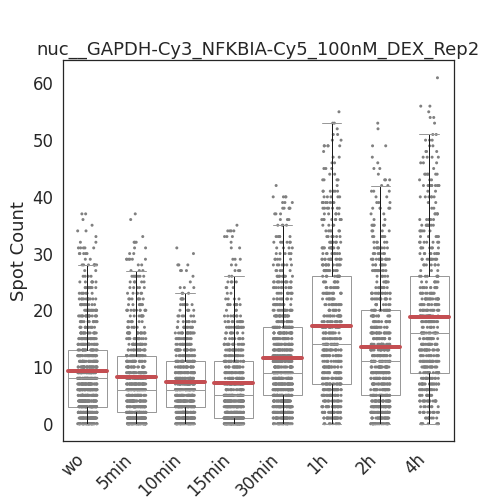 nuc__GAPDH-Cy3_NFKBIA-Cy5_100nM_DEX_Rep2
Spot Count
60
50
40
30
20
10
0
wo
5min
10min
15min
30min
1h
2h
4h